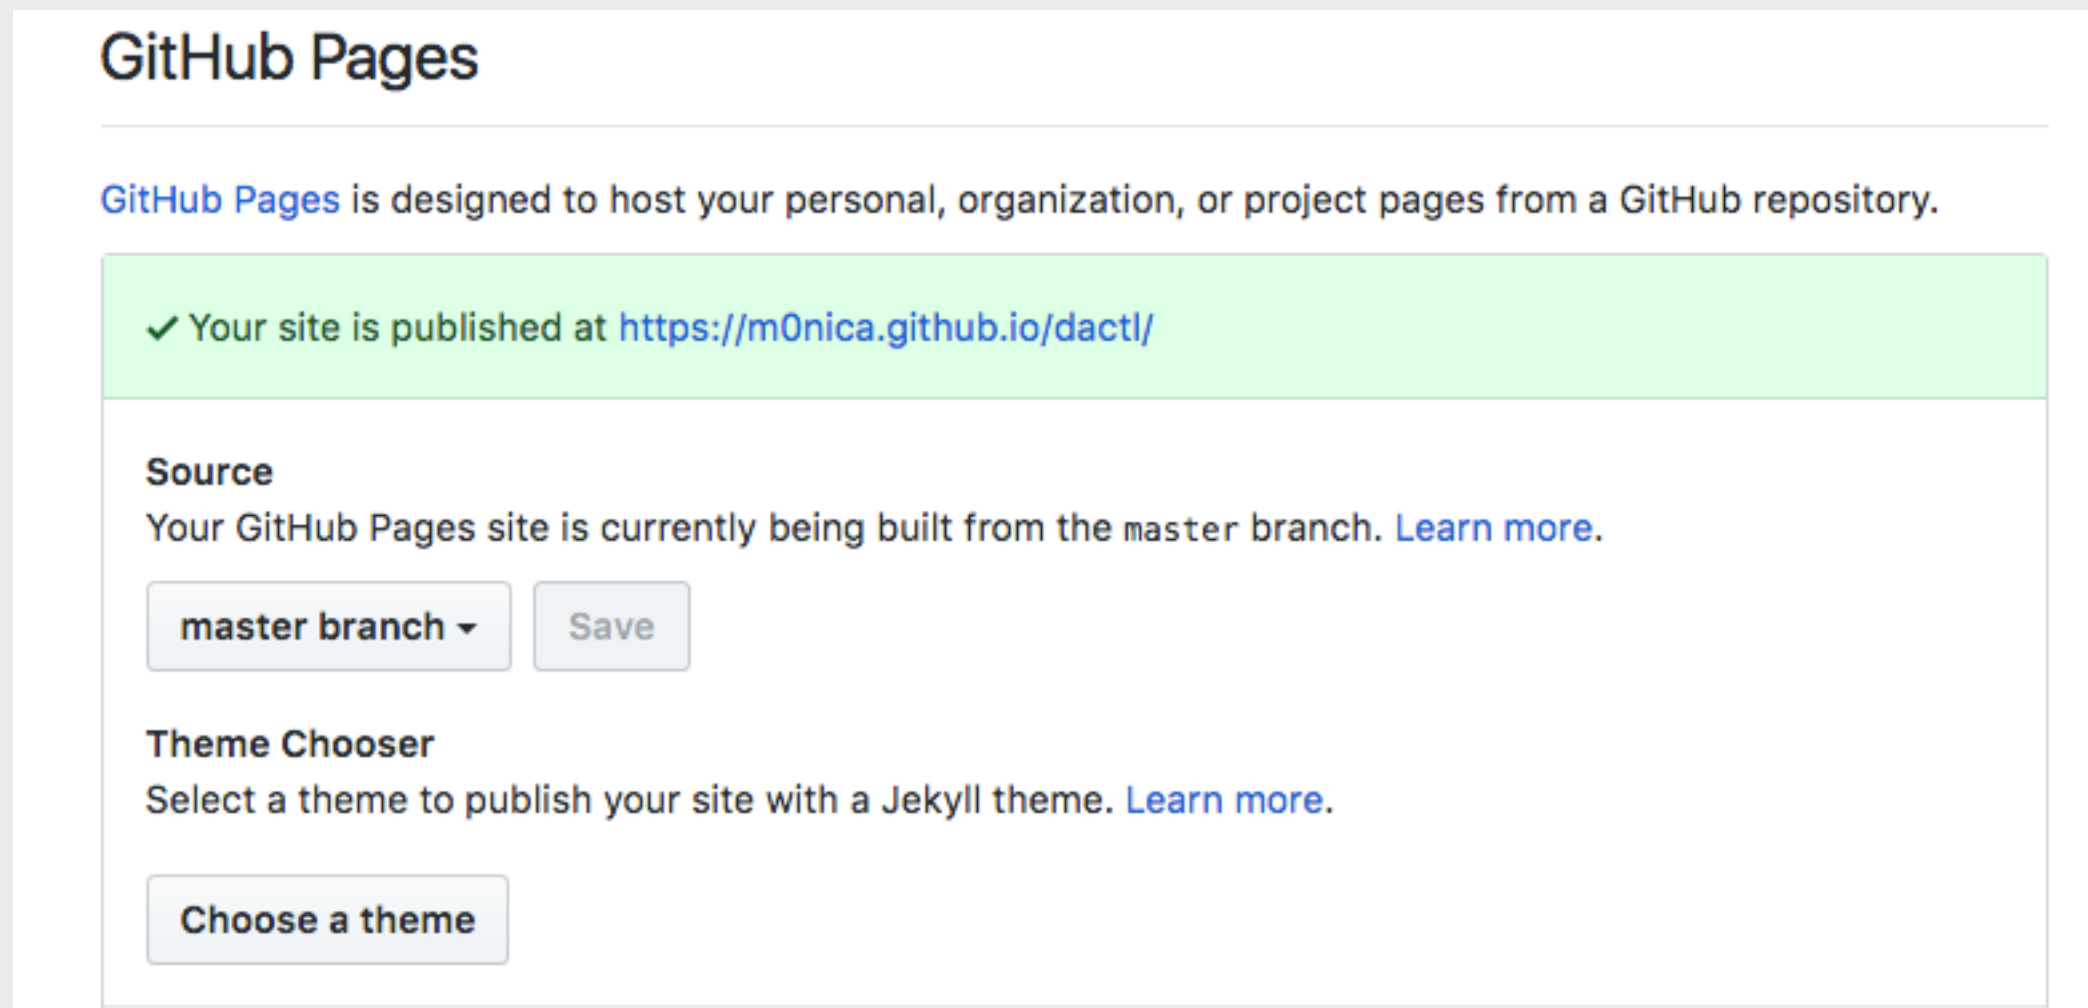 GitHub Pages
GitHub Pages is designed to host your personal, organization, or project pages from a GitHub repository.
✓ Your site is published at https://m0nica.github.io/dactl/
Source
Your GitHub Pages site is currently being built from the master branch. Learn more.
master branch Save
Theme Chooser
Select a theme to publish your site with a Jekyll theme. Learn more.
Choose a theme